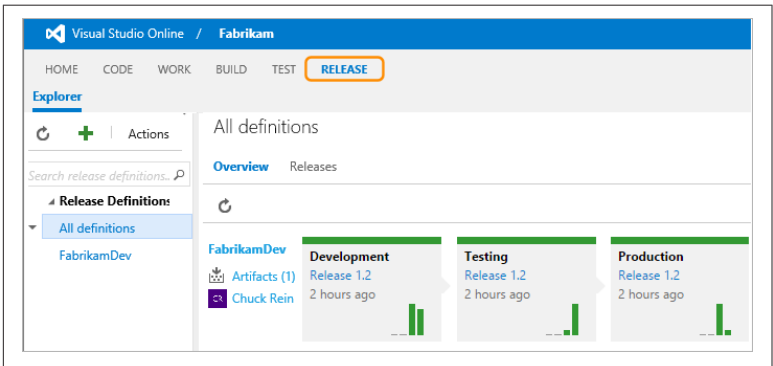 Visual Studio Online / Fabrikam
HOME CODE WORK BUILD TEST RELEASE
Explorer
Actions
Search release definitions..
Release Definitions
All definitions
FabrikamDev
All definitions
Overview Releases
FabrikamDev
Artifacts (1)
CR Chuck Rein
Development
Release 1.2
2 hours ago
Testing
Release 1.2
2 hours ago
Production
Release 1.2
2 hours ago